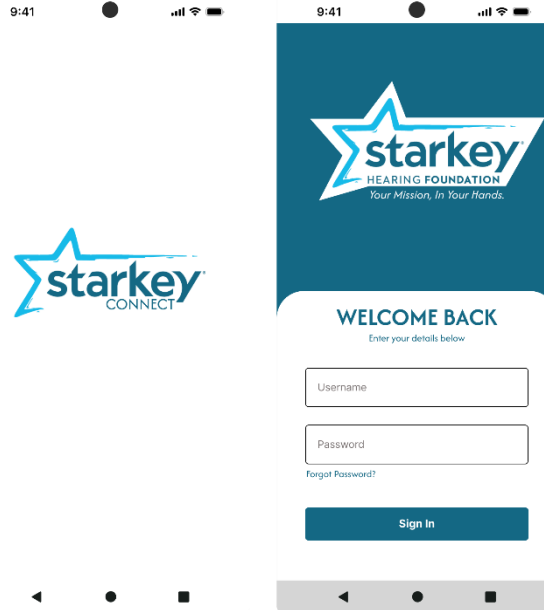 9:41
starkey
CONNECT
9:41
starkey
HEARING FOUNDATION
Your Mission, In Your Hands.
WELCOME BACK
Enter your details below
Username
Password
Forgot Password?
Sign In